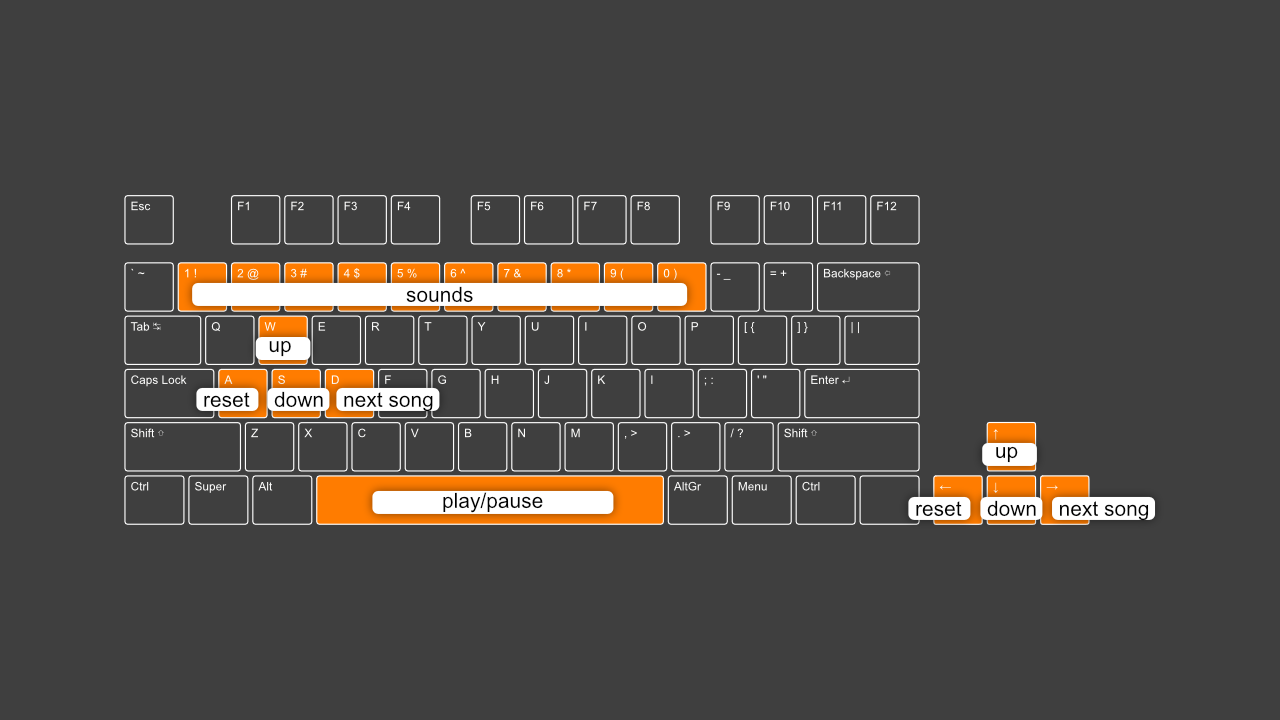 Esc F1 F2 F3 F4 F5 F6 F7 F8 F9 F10 F11 F12
` ~ 1 ! 2 @ 3 # 4 $ 5 % 6 ^ 7 & 8 * 9 ( 0 ) - _ = + Backspace ⇦
sounds
Tab ↹ Q W E R T Y U I O P [ { ] } | |
up
Caps Lock A S D F G H J K l ; : ' " Enter ↵
reset down next song
Shift ⇧ Z X C V B N M , > . > / ? Shift ⇧ ↑
up
Ctrl Super Alt AltGr Menu Ctrl ← ↓ →
play/pause
reset down next song